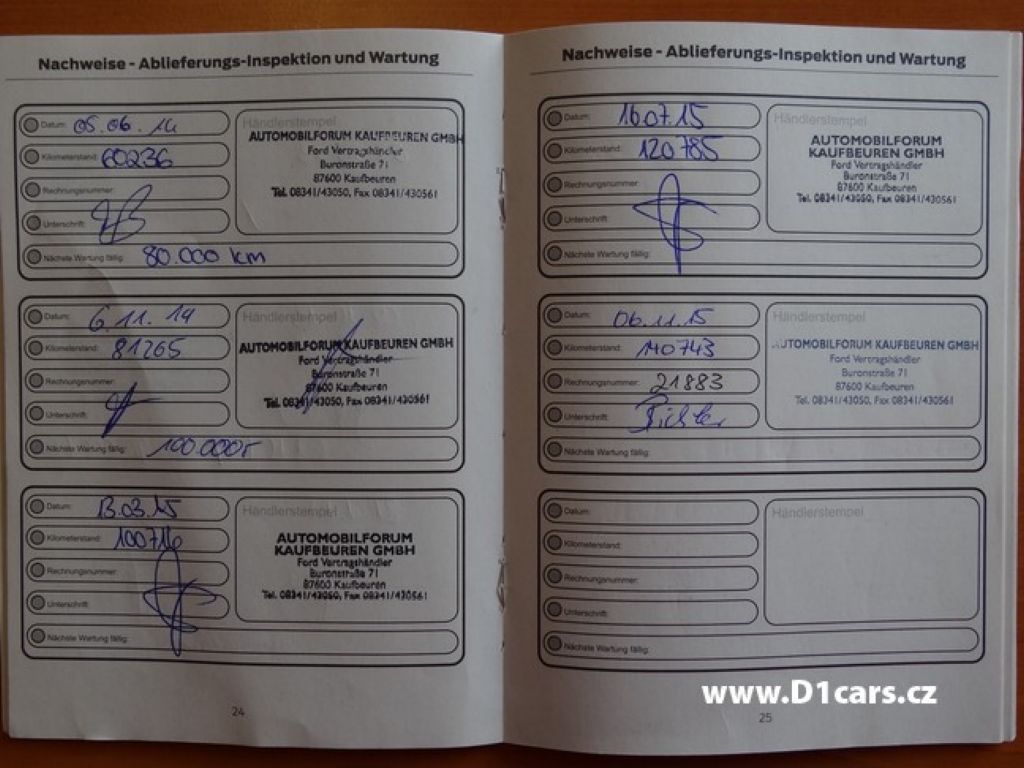 Nachweise - Ablieferungs-Inspektion und Wartung
Datum: 05.06.14
Kilometerstand: 60236
Rechnungsnummer:
Unterschrift:
Nächste Wartung fällig: 80.000 km
Händlerstempel
AUTOMOBILFORUM KAUFBEUREN GMBH
Ford Vertragshändler
Buronstraße 71
87600 Kaufbeuren
Tel. 08341/43050, Fax 08341/430561
Datum: 6.11.14
Kilometerstand: 81265
Rechnungsnummer:
Unterschrift:
Nächste Wartung fällig: 100.000
Händlerstempel
AUTOMOBILFORUM KAUFBEUREN GMBH
Ford Vertragshändler
Buronstraße 71
87600 Kaufbeuren
Tel. 08341/43050, Fax 08341/430561
Datum: 13.03.15
Kilometerstand: 100716
Rechnungsnummer:
Unterschrift:
Nächste Wartung fällig:
Händlerstempel
AUTOMOBILFORUM
KAUFBEUREN GMBH
Ford Vertragshändler
Buronstraße 71
87600 Kaufbeuren
Tel. 08341/43050, Fax 08341/430561
24
Nachweise - Ablieferungs-Inspektion und Wartung
Datum: 16.07.15
Kilometerstand: 120785
Rechnungsnummer:
Unterschrift:
Nächste Wartung fällig:
Händlerstempel
AUTOMOBILFORUM
KAUFBEUREN GMBH
Ford Vertragshändler
Buronstraße 71
87600 Kaufbeuren
Tel. 08341/43050, Fax 08341/430561
Datum: 06.11.15
Kilometerstand: 140743
Rechnungsnummer: 21883
Unterschrift:
Nächste Wartung fällig:
Händlerstempel
AUTOMOBILFORUM KAUFBEUREN GMBH
Ford Vertragshändler
Buronstraße 71
87600 Kaufbeuren
Tel. 08341/43050, Fax 08341/430561
Datum:
Kilometerstand:
Rechnungsnummer:
Unterschrift:
Nächste Wartung fällig:
Händlerstempel
25
www.D1cars.cz